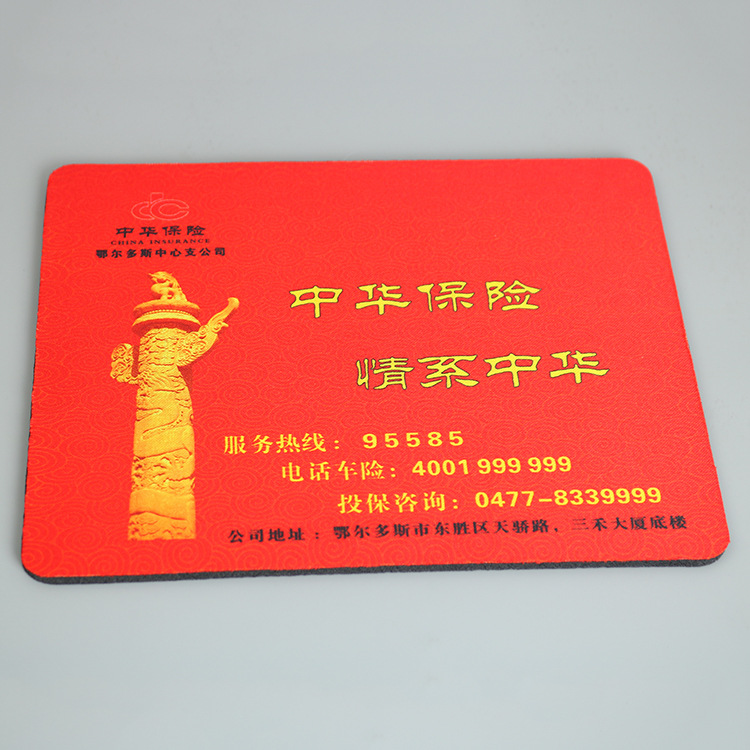 中华保险
CHINA INSURANCE
鄂尔多斯中心支公司
中华保险
情系中华
服务热线：95585
电话车险：4001 999 999
投保咨询：0477-8339999
公司地址：鄂尔多斯市东胜区天骄路，三禾大厦底楼